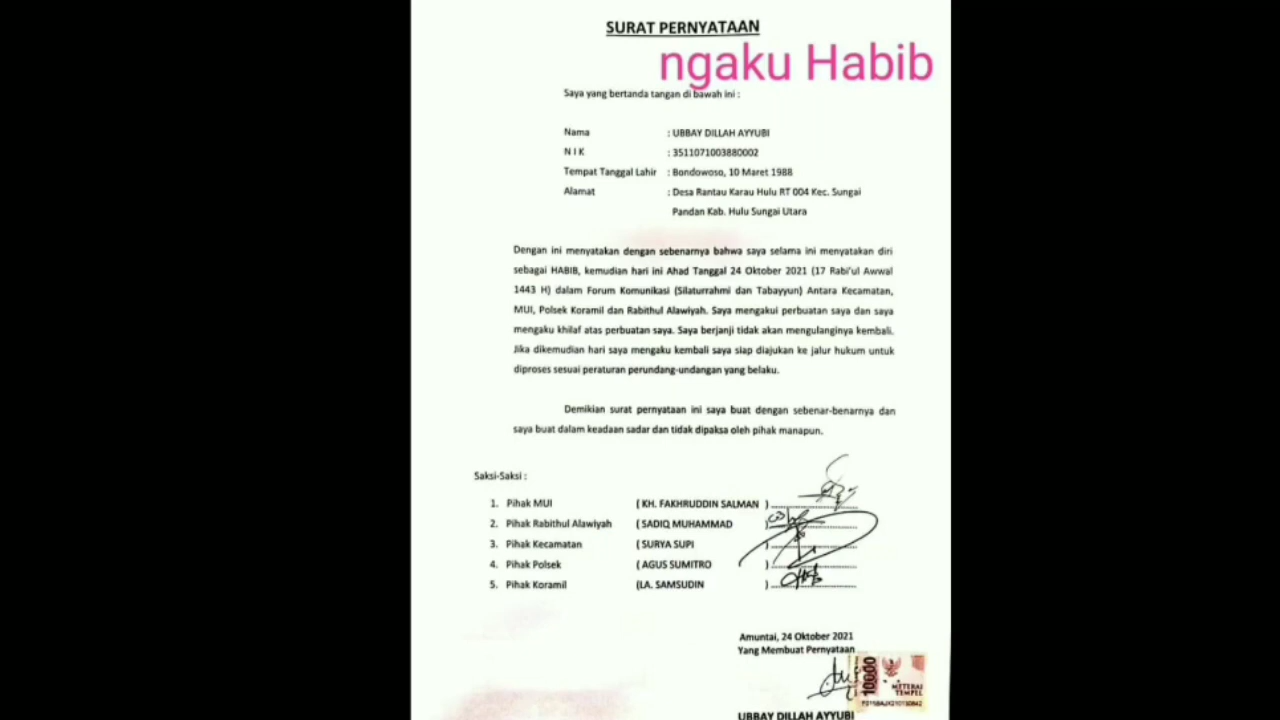 SURAT PERNYATAAN
ngaku Habib
Saya yang bertanda tangan di bawah ini :
Nama : UBBAY DILLAH AYYUBI
N I K : 3511071003880002
Tempat Tanggal Lahir : Bondowoso, 10 Maret 1988
Alamat : Desa Rantau Karau Hulu RT 004 Kec. Sungai
Pandan Kab. Hulu Sungai Utara
Dengan ini menyatakan dengan sebenarnya bahwa saya selama ini menyatakan diri
sebagai HABIB, kemudian hari ini Ahad Tanggal 24 Oktober 2021 (17 Rabi'ul Awwal
1443 H) dalam Forum Komunikasi (Silaturrahmi dan Tabayyun) Antara Kecamatan,
MUI, Polsek Koramil dan Rabithul Alawiyah. Saya mengakui perbuatan saya dan saya
mengaku khilaf atas perbuatan saya. Saya berjanji tidak akan mengulanginya kembali.
Jika dikemudian hari saya mengaku kembali saya siap diajukan ke jalur hukum untuk
diproses sesuai peraturan perundang-undangan yang belaku.
Demikian surat pernyataan ini saya buat dengan sebenar-benarnya dan
saya buat dalam keadaan sadar dan tidak dipaksa oleh pihak manapun.
Saksi-Saksi :
1. Pihak MUI ( KH. FAKHRUDDIN SALMAN )
2. Pihak Rabithul Alawiyah ( SADIQ MUHAMMAD )
3. Pihak Kecamatan ( SURYA SUPI )
4. Pihak Polsek ( AGUS SUMITRO )
5. Pihak Koramil (LA. SAMSUDIN )
Amuntai, 24 Oktober 2021
Yang Membuat Pernyataan
10000
METERAI
TEMPEL
UBBAY DILLAH AYYUBI